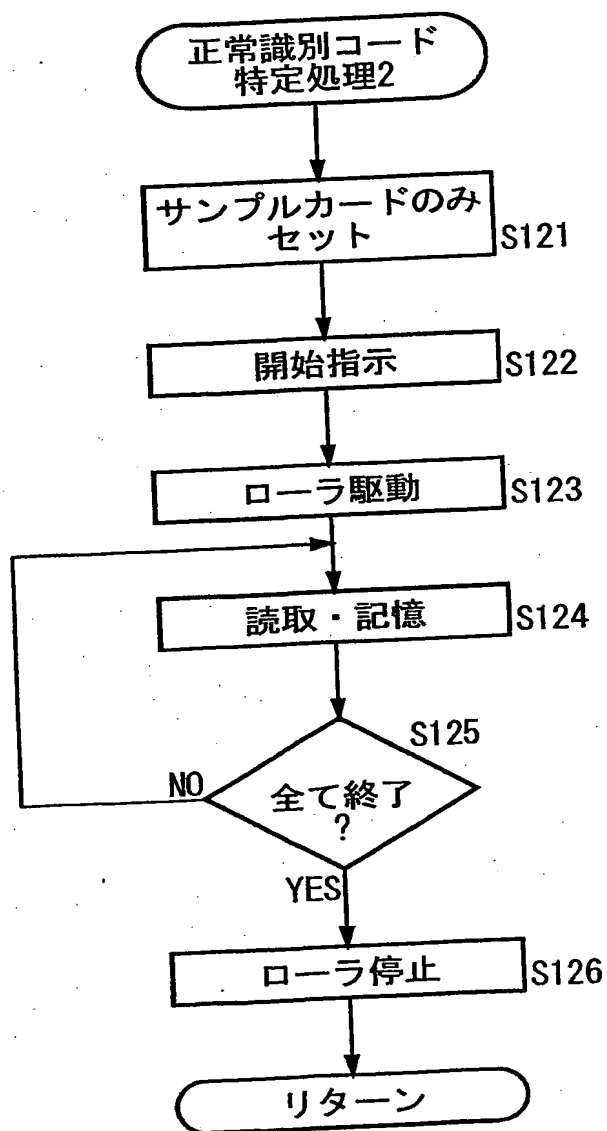 正常識別コード
特定処理2
サンプルカードのみ
セット
S121
開始指示
S122
ローラ駆動
S123
読取・記憶
S124
S125
全て終了
?
NO
YES
ローラ停止
S126
リターン